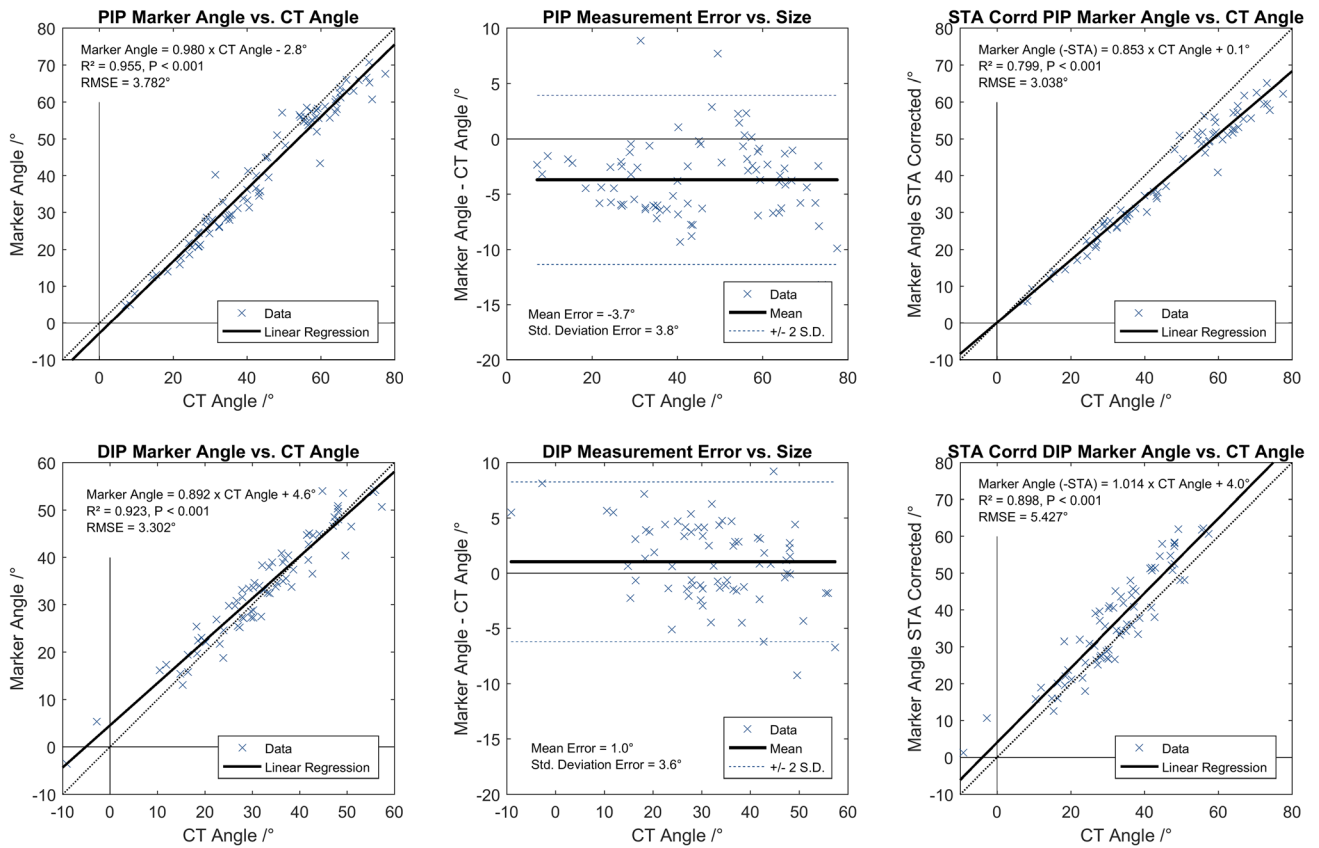 PIP Marker Angle vs. CT Angle
Marker Angle = 0.980 x CT Angle - 2.8°
R² = 0.955, P < 0.001
RMSE = 3.782°
80
70
60
50
40
30
20
10
0
-10
Marker Angle /°
Data
Linear Regression
0 20 40 60 80
CT Angle /°
PIP Measurement Error vs. Size
10
5
0
-5
-10
-15
-20
Marker Angle - CT Angle /°
Mean Error = -3.7°
Std. Deviation Error = 3.8°
Data
Mean
+/- 2 S.D.
0 20 40 60 80
CT Angle /°
STA Corrd PIP Marker Angle vs. CT Angle
Marker Angle (-STA) = 0.853 x CT Angle + 0.1°
R² = 0.799, P < 0.001
RMSE = 3.038°
80
70
60
50
40
30
20
10
0
-10
Marker Angle STA Corrected /°
Data
Linear Regression
0 20 40 60 80
CT Angle /°
DIP Marker Angle vs. CT Angle
Marker Angle = 0.892 x CT Angle + 4.6°
R² = 0.923, P < 0.001
RMSE = 3.302°
60
50
40
30
20
10
0
-10
Marker Angle /°
Data
Linear Regression
-10 0 10 20 30 40 50 60
CT Angle /°
DIP Measurement Error vs. Size
10
5
0
-5
-10
-15
-20
Marker Angle - CT Angle /°
Mean Error = 1.0°
Std. Deviation Error = 3.6°
Data
Mean
+/- 2 S.D.
-10 0 10 20 30 40 50 60
CT Angle /°
STA Corrd DIP Marker Angle vs. CT Angle
Marker Angle (-STA) = 1.014 x CT Angle + 4.0°
R² = 0.898, P < 0.001
RMSE = 5.427°
80
70
60
50
40
30
20
10
0
-10
Marker Angle STA Corrected /°
Data
Linear Regression
0 20 40 60 80
CT Angle /°